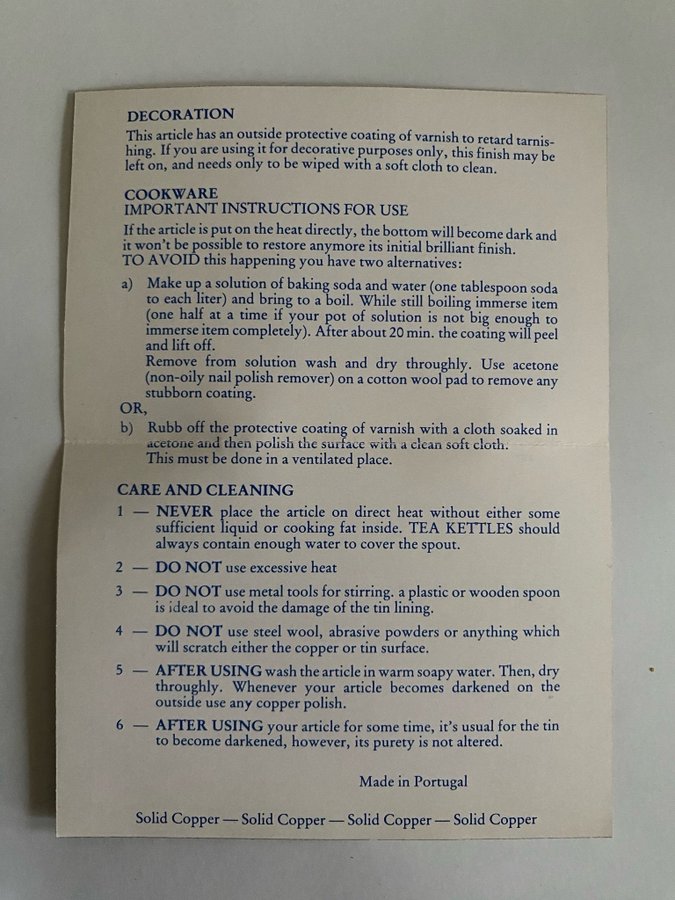 DECORATION
This article has an outside protective coating of varnish to retard tarnis-
hing. If you are using it for decorative purposes only, this finish may be
left on, and needs only to be wiped with a soft cloth to clean.
COOKWARE
IMPORTANT INSTRUCTIONS FOR USE
If the article is put on the heat directly, the bottom will become dark and
it won't be possible to restore anymore its initial brilliant finish.
TO AVOID this happening you have two alternatives:
a) Make up a solution of baking soda and water (one tablespoon soda
to each liter) and bring to a boil. While still boiling immerse item
(one half at a time if your pot of solution is not big enough to
immerse item completely). After about 20 min. the coating will peel
and lift off.
Remove from solution wash and dry throughly. Use acetone
(non-oily nail polish remover) on a cotton wool pad to remove any
stubborn coating.
OR,
b) Rubb off the protective coating of varnish with a cloth soaked in
acetone and then polish the surface with a clean soft cloth.
This must be done in a ventilated place.
CARE AND CLEANING
1 — NEVER place the article on direct heat without either some
sufficient liquid or cooking fat inside. TEA KETTLES should
always contain enough water to cover the spout.
2 — DO NOT use excessive heat
3 — DO NOT use metal tools for stirring. a plastic or wooden spoon
is ideal to avoid the damage of the tin lining.
4 — DO NOT use steel wool, abrasive powders or anything which
will scratch either the copper or tin surface.
5 — AFTER USING wash the article in warm soapy water. Then, dry
throughly. Whenever your article becomes darkened on the
outside use any copper polish.
6 — AFTER USING your article for some time, it's usual for the tin
to become darkened, however, its purety is not altered.
Made in Portugal
Solid Copper — Solid Copper — Solid Copper — Solid Copper